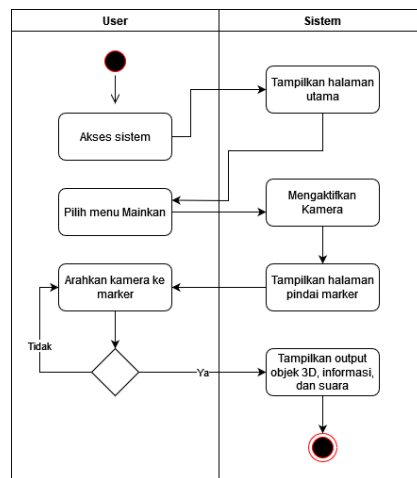 User
Sistem
Akses sistem
Tampilkan halaman
utama
Pilih menu Mainkan
Mengaktifkan
Kamera
Arahkan kamera ke
marker
Tampilkan halaman
pindai marker
Tidak
Ya
Tampilkan output
objek 3D, informasi,
dan suara